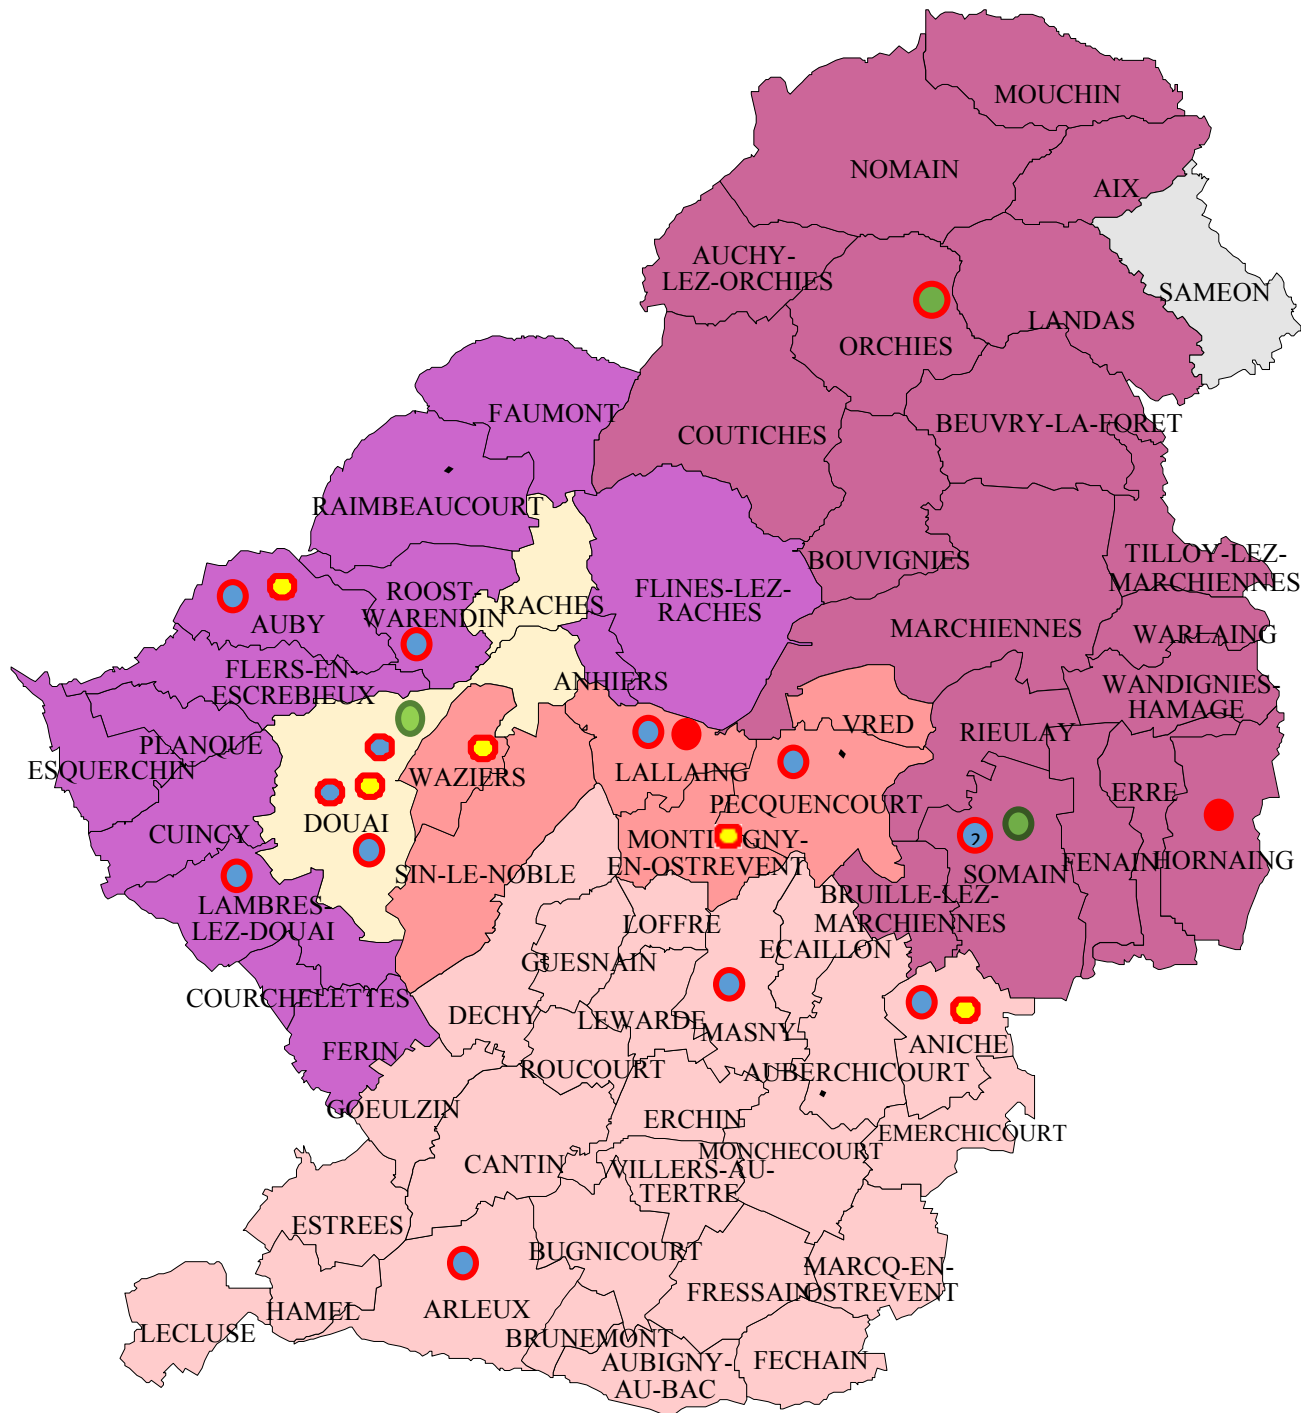 MOUCHIN
NOMAIN
AIX
AUCHY-
LEZ-ORCHIES
SAMEON
LANDAS
ORCHIES
FAUMONT
COUTICHES
BEUVRY-LA-FORET
RAIMBEAUCOURT
BOUVIGNIES
TILLOY-LEZ-
MARCHIENNES
ROOST-
WARENDIN
RACHES
FLINES-LEZ-
RACHES
AUBY
MARCHIENNES
WARLAING
FLERS-EN-
ESCREBIEUX
ANHIERS
WANDIGNIES-
HAMAGE
VRED
RIEULAY
PLANQUE
ESQUERCHIN
WAZIERS
LALLAING
PECQUENCOURT
ERRE
CUINCY
DOUAI
MONTIGNY-
EN-OSTREVENT
2
SIN-LE-NOBLE
SOMAIN
FENAIN
HORNAING
LAMBRES-
LEZ-DOUAI
LOFFRE
BRUILLE-LEZ-
MARCHIENNES
ECAILLON
GUESNAIN
COURCHELETTES
DECHY
LEWARDE
MASNY
ANICHE
FERIN
ROUCOURT
AUBERCHICOURT
GOEULZIN
ERCHIN
EMERCHICOURT
MONCHECOURT
CANTIN
VILLERS-AU-
TERTRE
ESTREES
BUGNICOURT
MARCQ-EN-
OSTREVENT
FRESSAIN
HAMEL
ARLEUX
LECLUSE
BRUNEMONT
AUBIGNY-
AU-BAC
FECHAIN